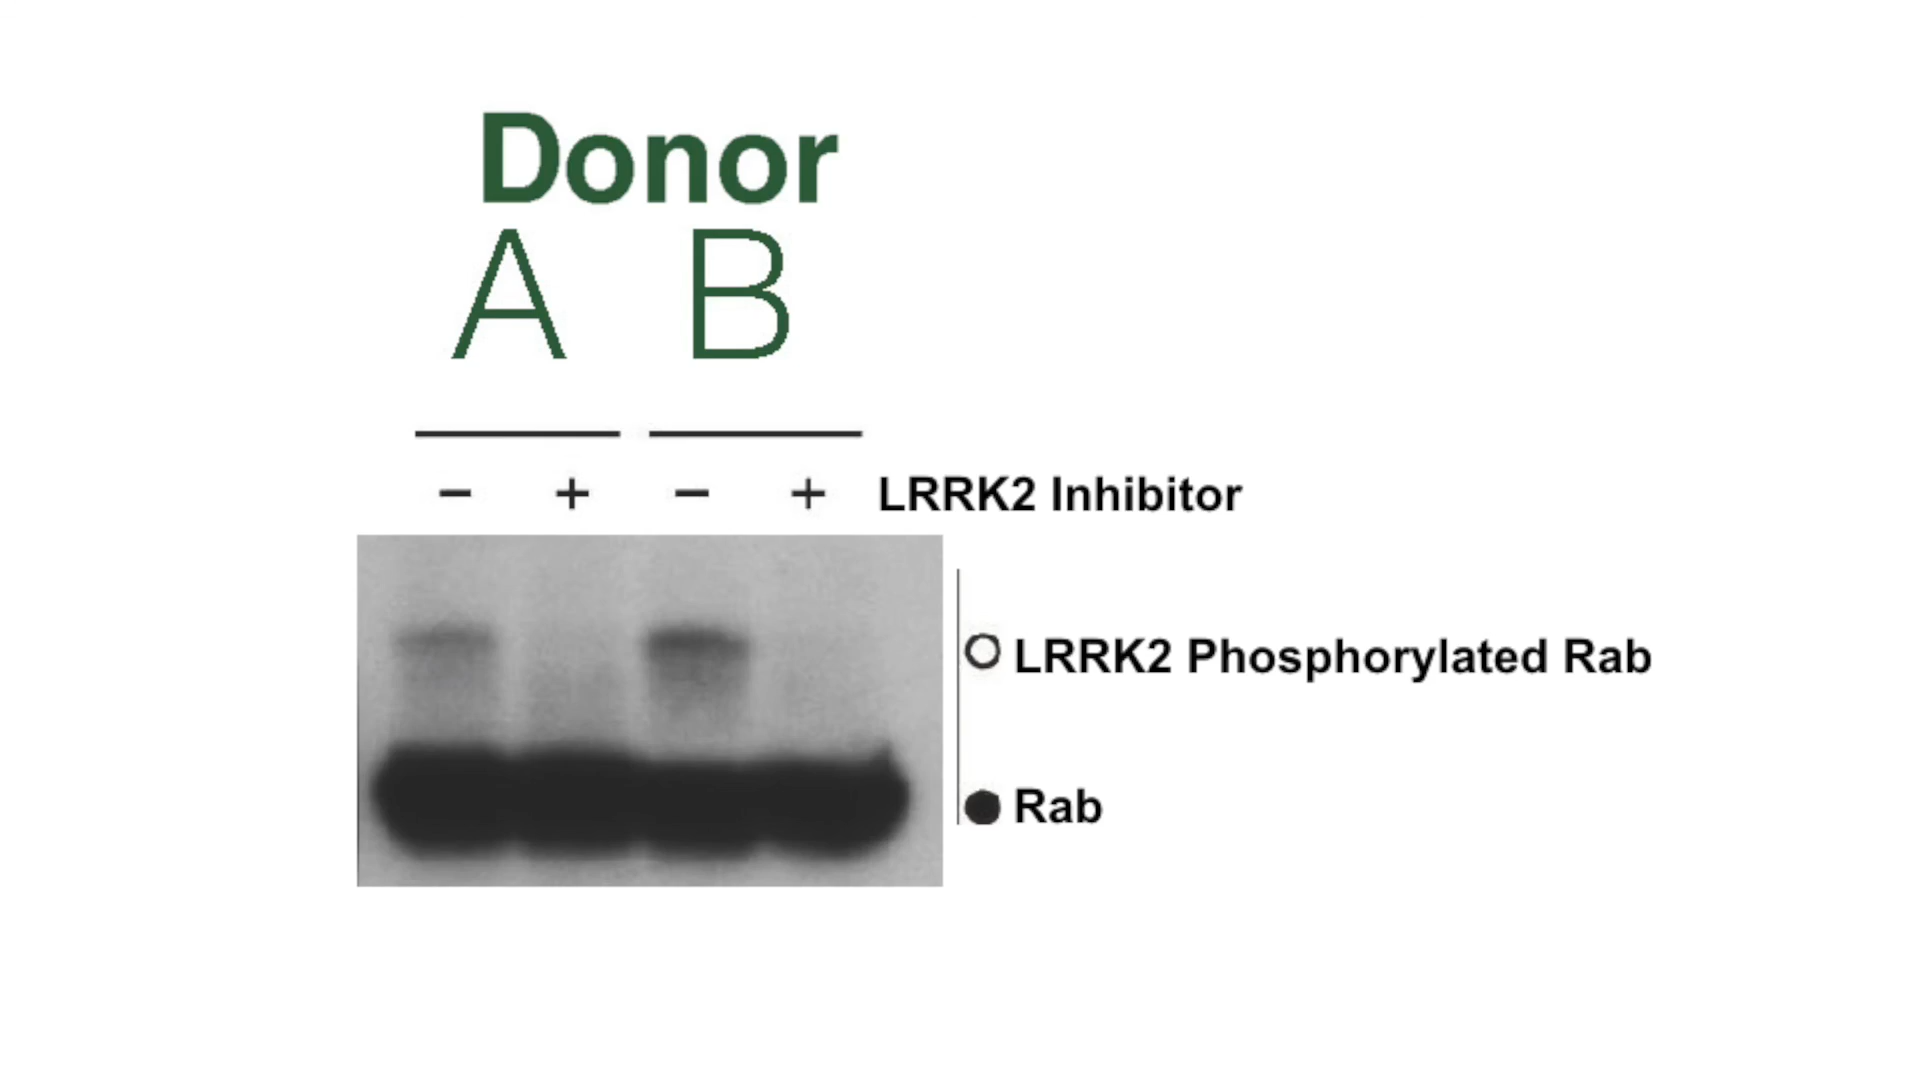 Donor
A B
− + − + LRRK2 Inhibitor
LRRK2 Phosphorylated Rab
Rab